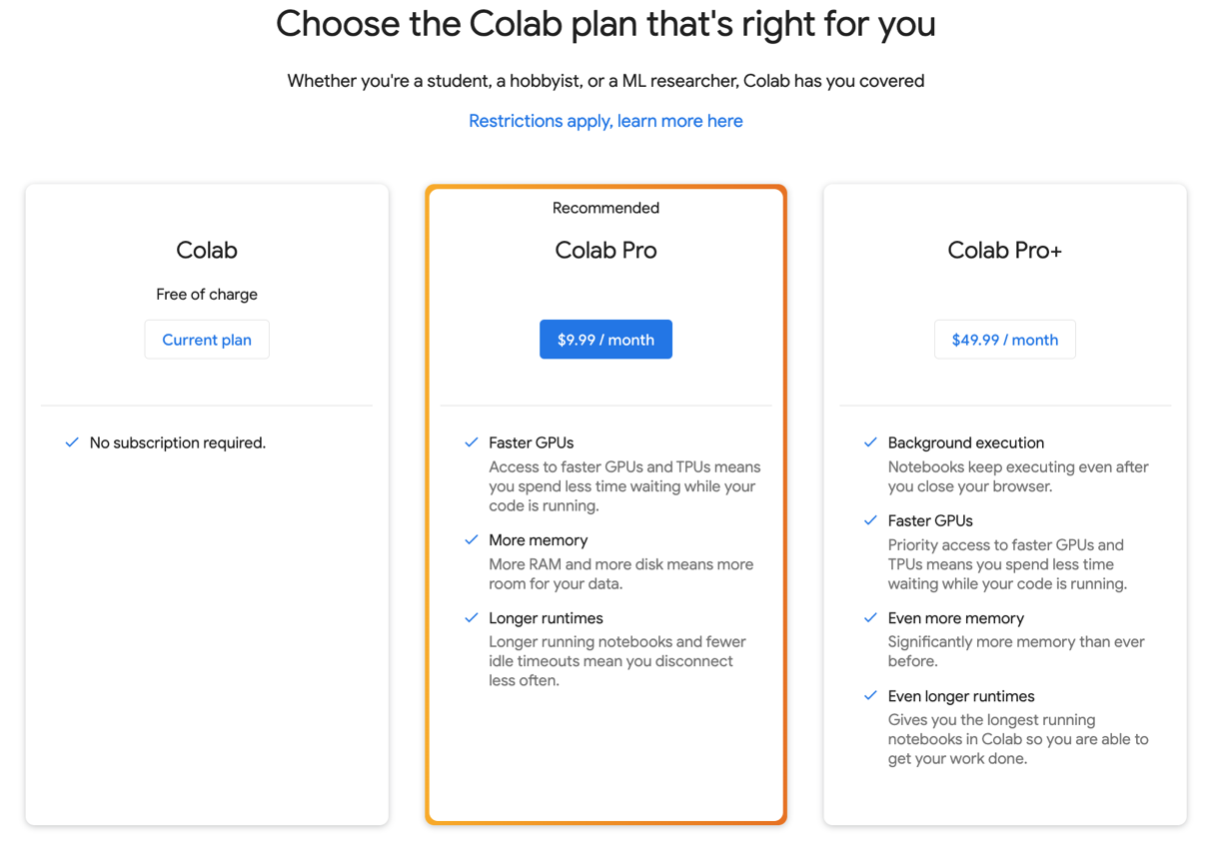 Choose the Colab plan that's right for you
Whether you're a student, a hobbyist, or a ML researcher, Colab has you covered
Restrictions apply, learn more here
Colab
Free of charge
Current plan
No subscription required.
Recommended
Colab Pro
$9.99 / month
Faster GPUs
Access to faster GPUs and TPUs means
you spend less time waiting while your
code is running.
More memory
More RAM and more disk means more
room for your data.
Longer runtimes
Longer running notebooks and fewer
idle timeouts mean you disconnect
less often.
Colab Pro+
$49.99 / month
Background execution
Notebooks keep executing even after
you close your browser.
Faster GPUs
Priority access to faster GPUs and
TPUs means you spend less time
waiting while your code is running.
Even more memory
Significantly more memory than ever
before.
Even longer runtimes
Gives you the longest running
notebooks in Colab so you are able to
get your work done.